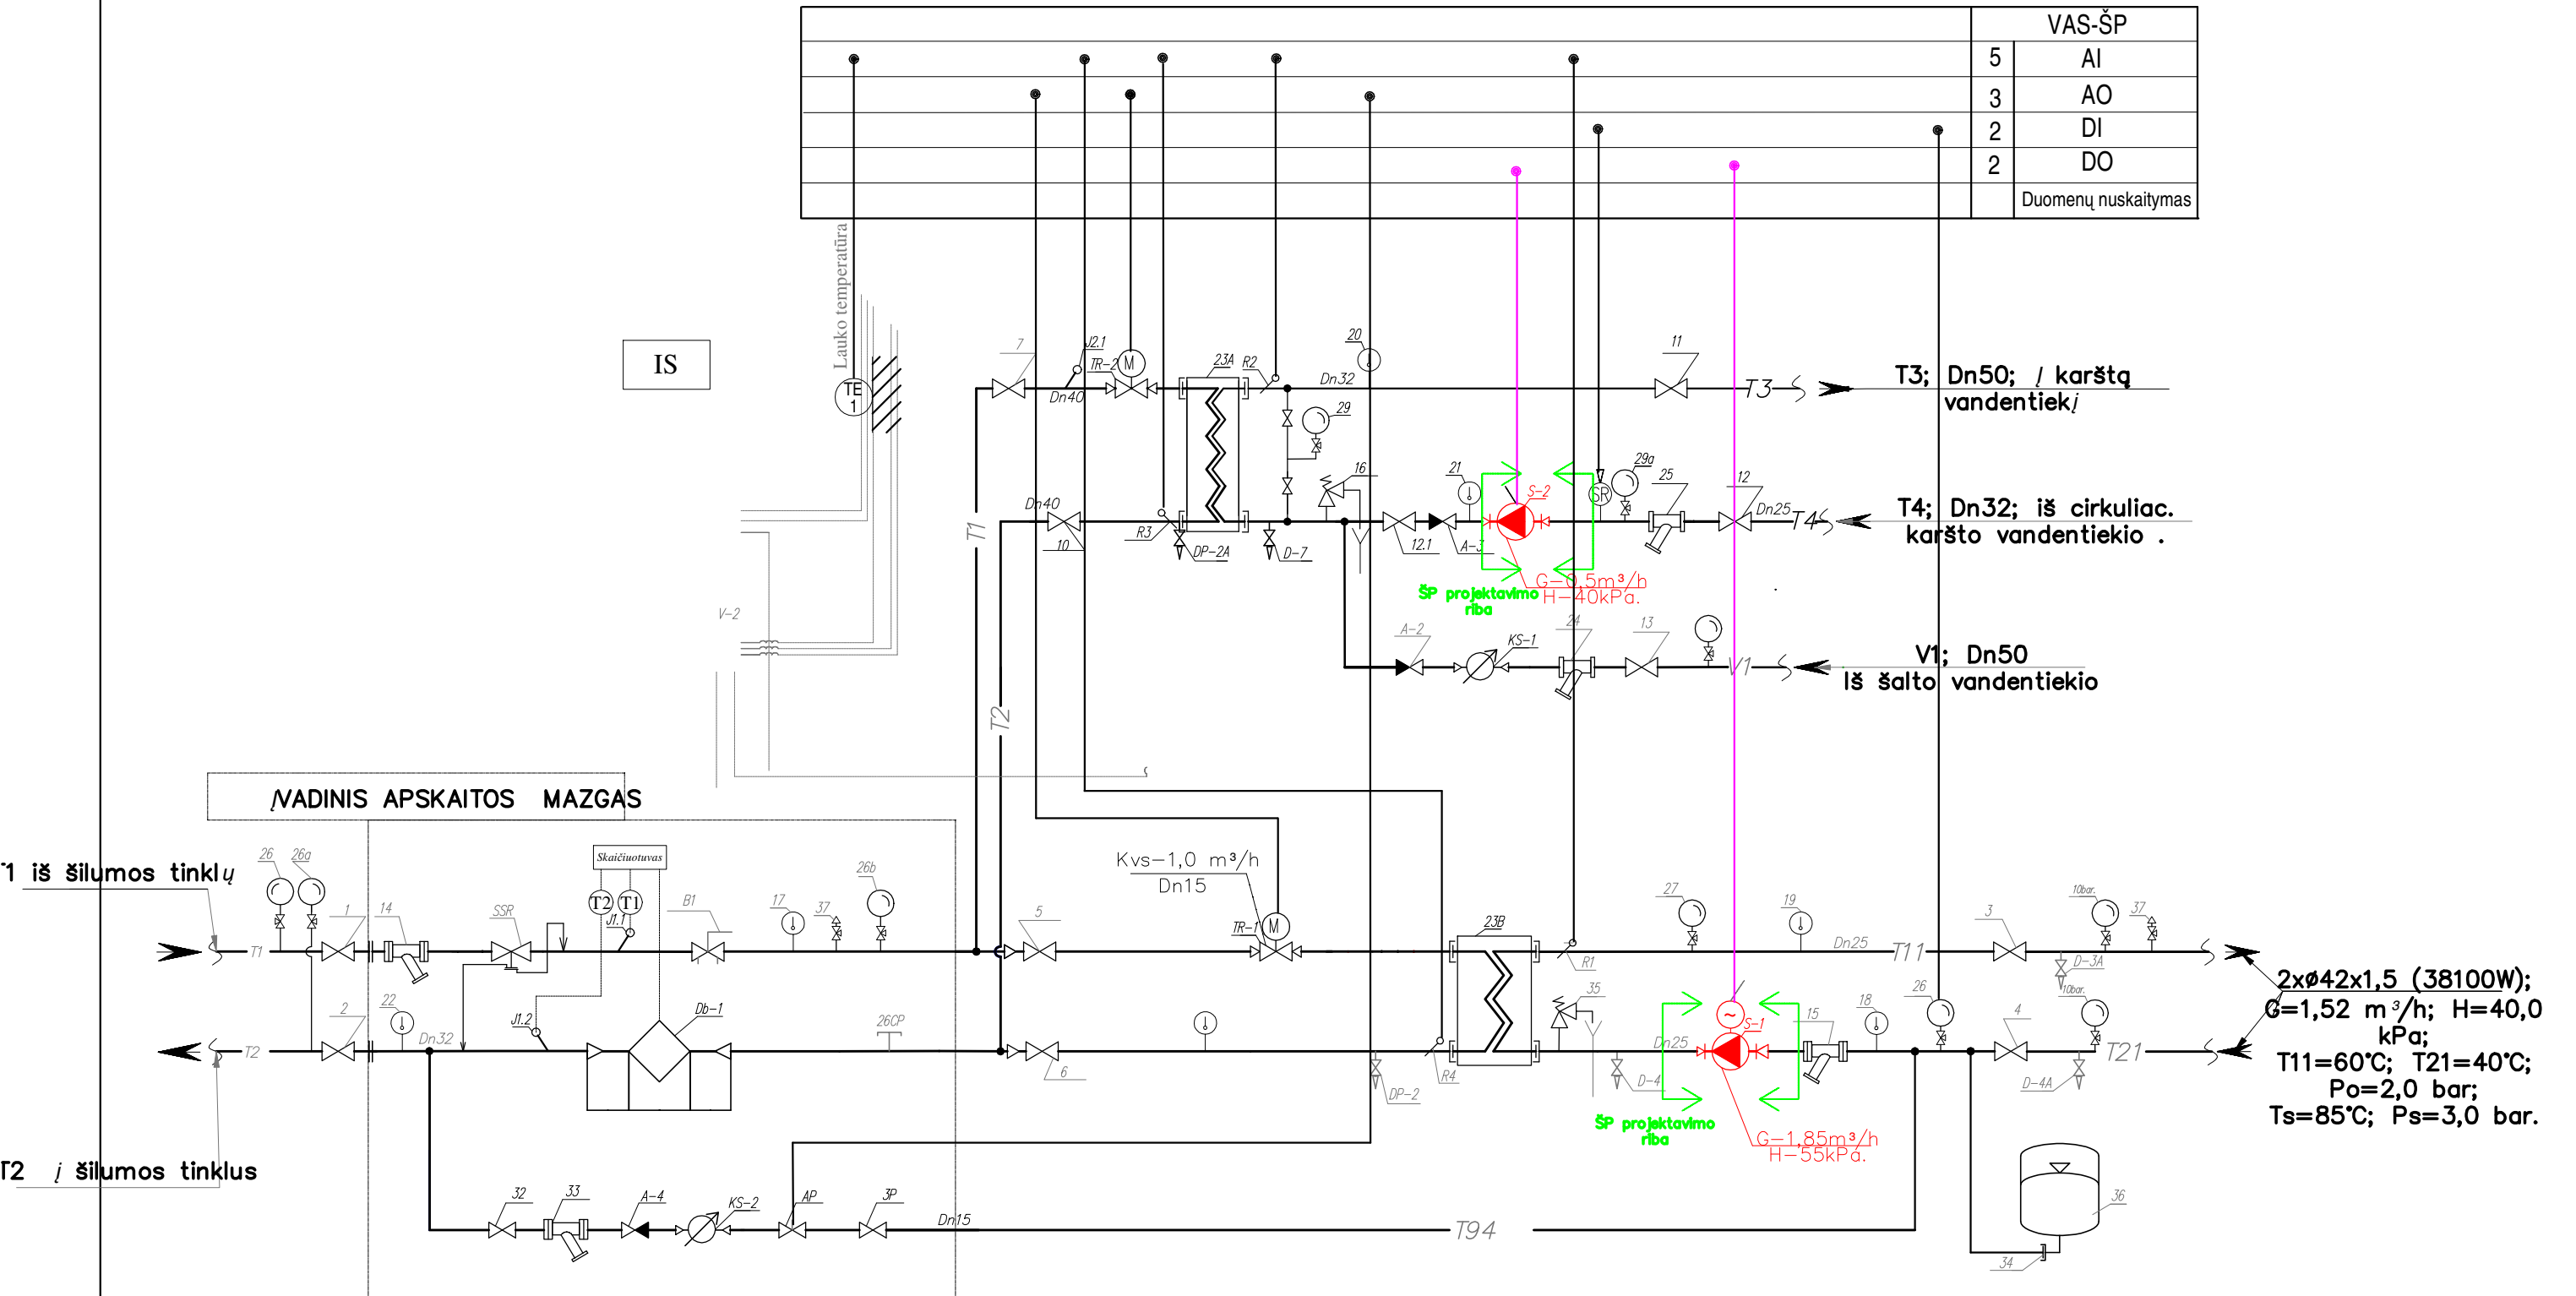 VAS-ŠP
5 AI
3 AO
2 DI
2 DO
Duomenų nuskaitymas
Lauko temperatūra
IS
TE
1
7
J2.1
TR-2
M
23A
R2
20
Dn32
11
T3
T3; Dn50; į karštą
vandentiekį
Dn40
29
Dn40
T1
10
R3
DP-2A
D-7
16
12.1
21
A-3
S-2
SR
29a
25
12
Dn25
T4
T4; Dn32; iš cirkuliac.
karšto vandentiekio .
G-0,5m³/h
H-40kPa.
ŠP projektavimo
riba
V-2
T2
A-2
KS-1
24
13
V1
V1; Dn50
Iš šalto vandentiekio
ĮVADINIS APSKAITOS MAZGAS
T1 iš šilumos tinklų
26
26a
1
14
SSR
Skaičiuotuvas
T2
T1
J1.1
B1
17
37
26b
5
Kvs-1,0 m³/h
Dn15
TR-1
M
23B
R1
27
19
Dn25
T11
3
10bar.
37
D-3A
T1
2xø42x1,5 (38100W);
G=1,52 m³/h; H=40,0
kPa;
T11=60°C; T21=40°C;
Po=2,0 bar;
Ts=85°C; Ps=3,0 bar.
T2
2
22
Dn32
J1.2
Db-1
26CP
6
DP-2
R4
35
D-4
Dn25
S-1
~
15
18
26
4
10bar.
D-4A
T21
ŠP projektavimo
riba
G-1,85m³/h
H-55kPa.
T2 į šilumos tinklus
32
33
A-4
KS-2
AP
3P
Dn15
T94
36
34